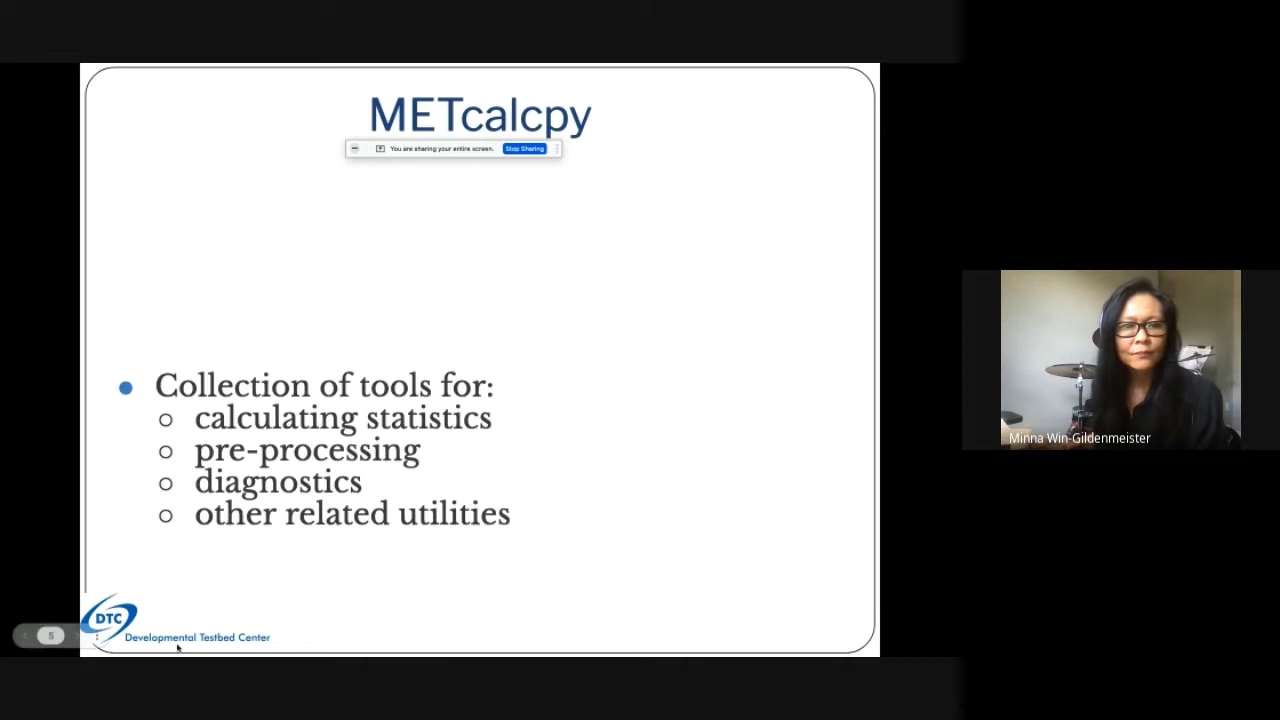 METcalcpy
You are sharing your entire screen. Stop Sharing
Collection of tools for:
calculating statistics
pre-processing
diagnostics
other related utilities
Minna Win-Gildenmeister
DTC
5
Developmental Testbed Center